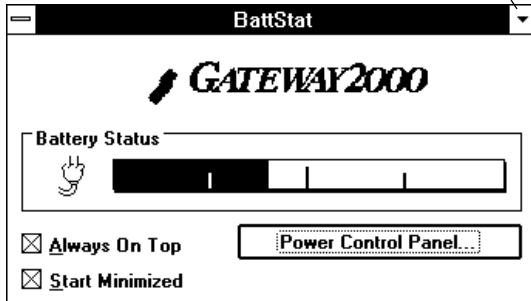 BattStat
GATEWAY2000
Battery Status
Always On Top
Power Control Panel...
Start Minimized